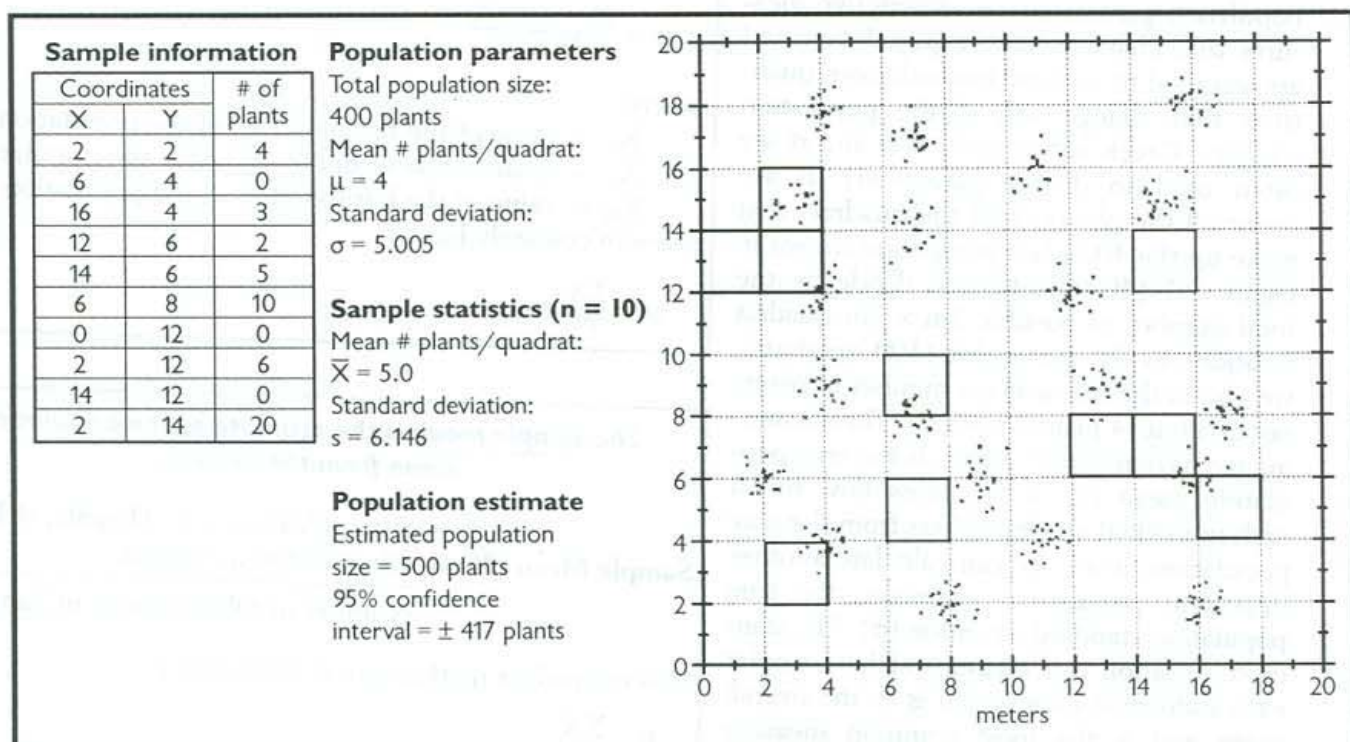 Sample information
Coordinates # of
X Y plants
2 2 4
6 4 0
16 4 3
12 6 2
14 6 5
6 8 10
0 12 0
2 12 6
14 12 0
2 14 20
Population parameters
Total population size:
400 plants
Mean # plants/quadrat:
μ = 4
Standard deviation:
σ = 5.005
Sample statistics (n = 10)
Mean # plants/quadrat:
X̅ = 5.0
Standard deviation:
s = 6.146
Population estimate
Estimated population
size = 500 plants
95% confidence
interval = ± 417 plants
20
18
16
14
12
10
8
6
4
2
0
0 2 4 6 8 10 12 14 16 18 20
meters